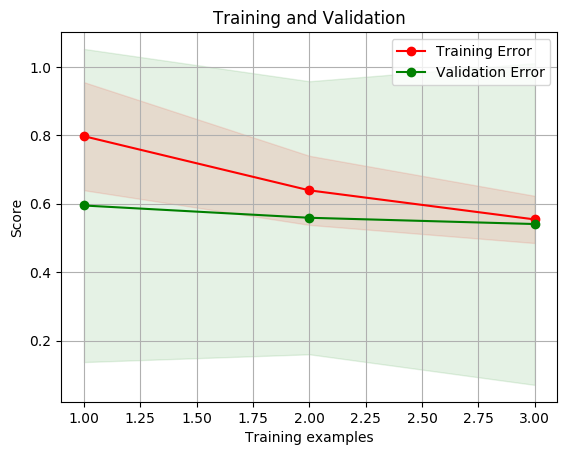 Training and Validation
Training Error
Validation Error
1.0
0.8
0.6
0.4
0.2
Score
1.00 1.25 1.50 1.75 2.00 2.25 2.50 2.75 3.00
Training examples